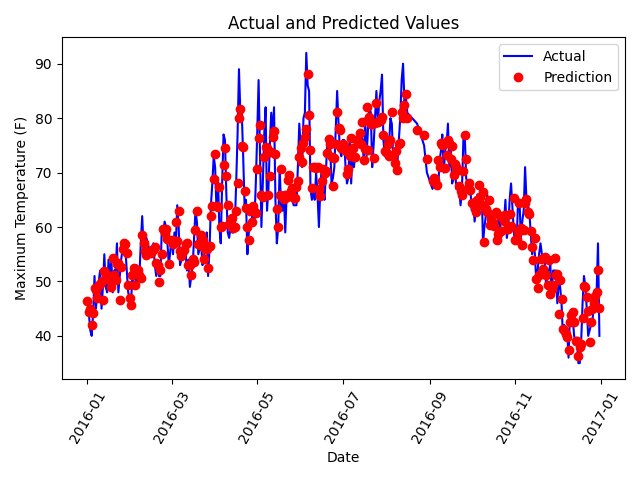 Actual and Predicted Values
Actual
Prediction
Maximum Temperature (F)
90
80
70
60
50
40
2016-01
2016-03
2016-05
2016-07
2016-09
2016-11
2017-01
Date